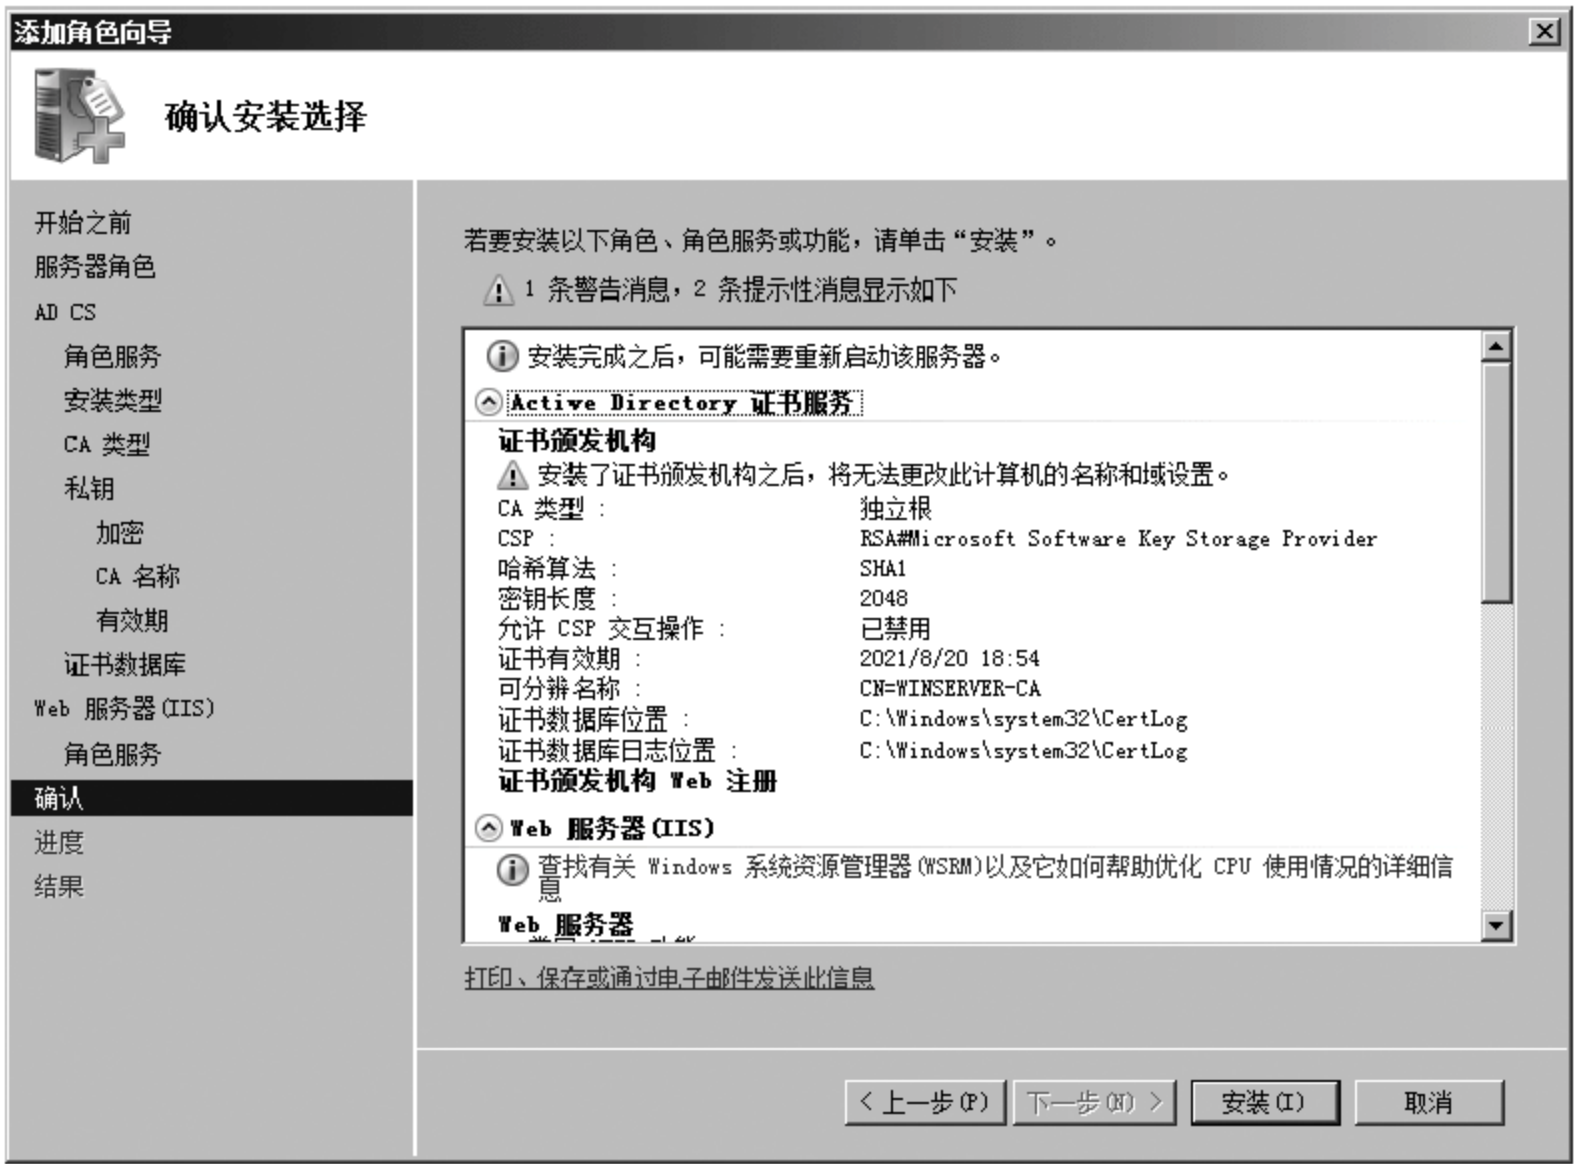 添加角色向导
确认安装选择
开始之前
服务器角色
AD CS
角色服务
安装类型
CA 类型
私钥
加密
CA 名称
有效期
证书数据库
Web 服务器(IIS)
角色服务
确认
进度
结果
若要安装以下角色、角色服务或功能，请单击“安装”。
1 条警告消息，2 条提示性消息显示如下
安装完成之后，可能需要重新启动该服务器。
Active Directory 证书服务
证书颁发机构
安装了证书颁发机构之后，将无法更改此计算机的名称和域设置。
CA 类型 : 独立根
CSP : RSA#Microsoft Software Key Storage Provider
哈希算法 : SHA1
密钥长度 : 2048
允许 CSP 交互操作 : 已禁用
证书有效期 : 2021/8/20 18:54
可分辨名称 : CN=WINSERVER-CA
证书数据库位置 : C:\Windows\system32\CertLog
证书数据库日志位置 : C:\Windows\system32\CertLog
证书颁发机构 Web 注册
Web 服务器(IIS)
查找有关 Windows 系统资源管理器(WSRM)以及它如何帮助优化 CPU 使用情况的详细信
息
Web 服务器
打印、保存或通过电子邮件发送此信息
< 上一步(P)
下一步(N) >
安装(I)
取消